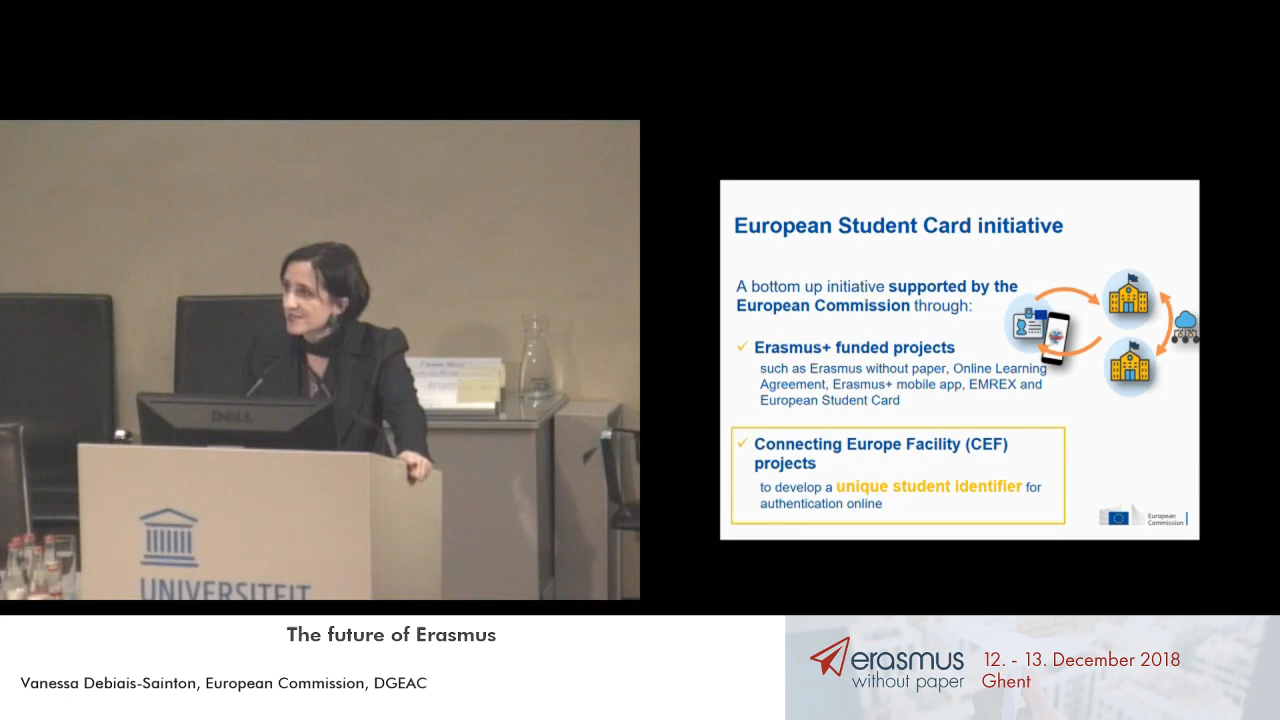 DELL
UNIVERSITEIT
European Student Card initiative
A bottom up initiative supported by the
European Commission through:
✓ Erasmus+ funded projects
such as Erasmus without paper, Online Learning
Agreement, Erasmus+ mobile app, EMREX and
European Student Card
✓ Connecting Europe Facility (CEF)
projects
to develop a unique student identifier for
authentication online
European
Commission
The future of Erasmus
Vanessa Debiais-Sainton, European Commission, DGEAC
erasmus
without paper
12. - 13. December 2018
Ghent